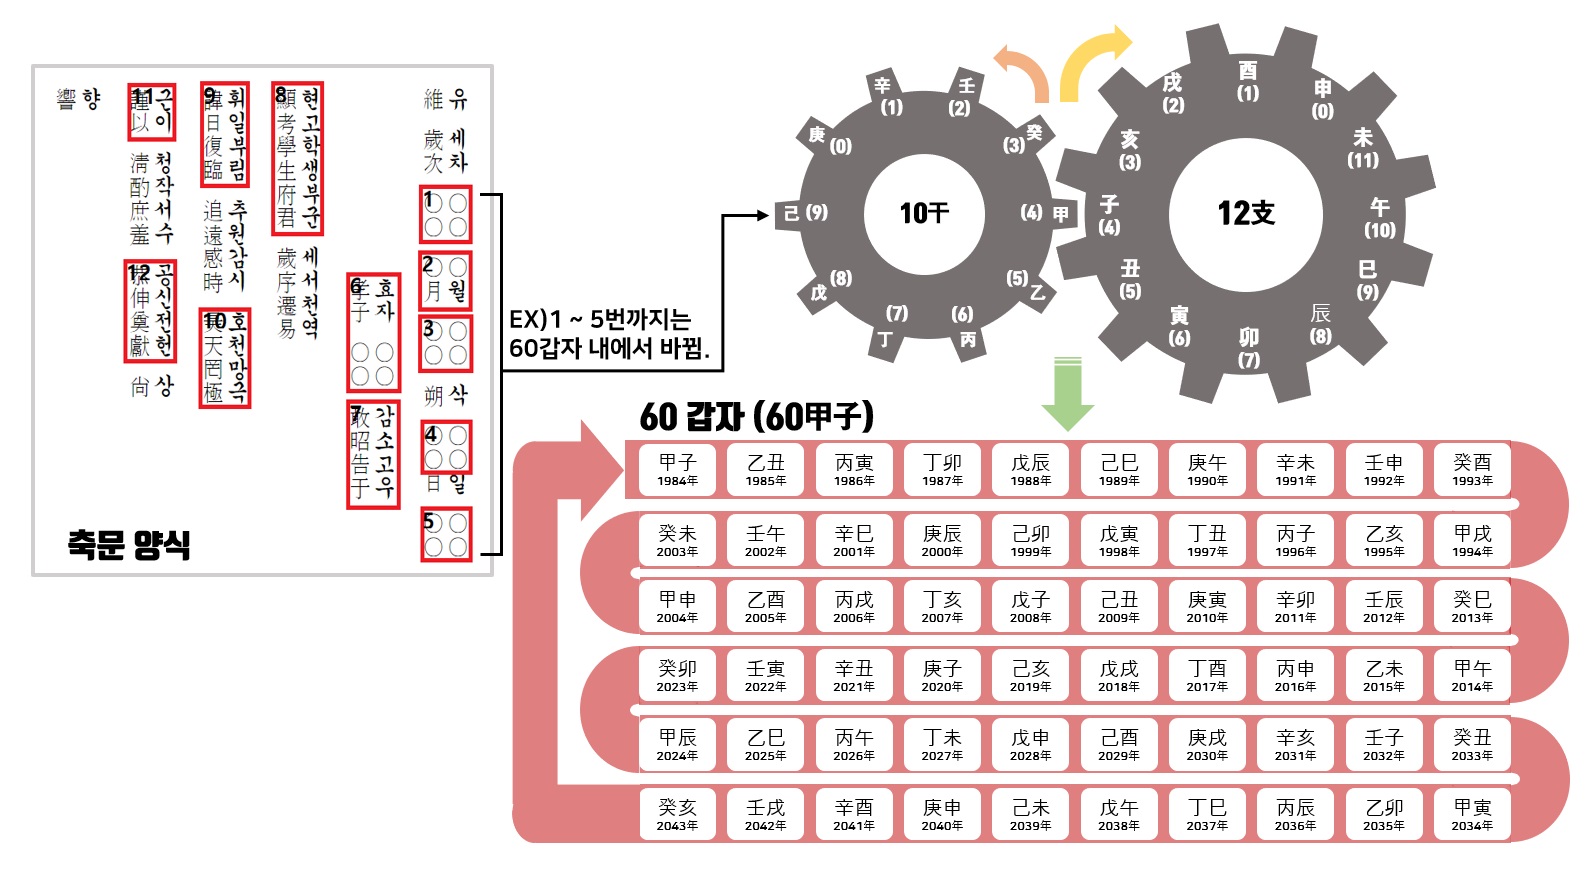 유
維
세차
歲次
1
○○
○○
2
○○
월
月
3
○○
○○
삭
朔
4
○○
○○
일
日
5
○○
○○
6
효자
孝子
○○
○○
7
감소고우
敢昭告于
8
현고학생부군
顯考學生府君
세서천역
歲序遷易
9
휘일부림
諱日復臨
추원감시
追遠感時
10
호천망극
昊天罔極
11
근이
謹以
청작서수
淸酌庶羞
12
공신전헌
恭伸奠獻
상
尙
향
響
축문 양식
EX)1 ~ 5번까지는
60갑자 내에서 바뀜.
10干
庚 (0)
辛 (1)
壬 (2)
癸 (3)
甲 (4)
乙 (5)
丙 (6)
丁 (7)
戊 (8)
己 (9)
12支
申 (0)
酉 (1)
戌 (2)
亥 (3)
子 (4)
丑 (5)
寅 (6)
卯 (7)
辰 (8)
巳 (9)
午 (10)
未 (11)
60 갑자 (60甲子)
甲子 乙丑 丙寅 丁卯 戊辰 己巳 庚午 辛未 壬申 癸酉
1984年 1985年 1986年 1987年 1988年 1989年 1990年 1991年 1992年 1993年
癸未 壬午 辛巳 庚辰 己卯 戊寅 丁丑 丙子 乙亥 甲戌
2003年 2002年 2001年 2000年 1999年 1998年 1997年 1996年 1995年 1994年
甲申 乙酉 丙戌 丁亥 戊子 己丑 庚寅 辛卯 壬辰 癸巳
2004年 2005年 2006年 2007年 2008年 2009年 2010年 2011年 2012年 2013年
癸卯 壬寅 辛丑 庚子 己亥 戊戌 丁酉 丙申 乙未 甲午
2023年 2022年 2021年 2020年 2019年 2018年 2017年 2016年 2015年 2014年
甲辰 乙巳 丙午 丁未 戊申 己酉 庚戌 辛亥 壬子 癸丑
2024年 2025年 2026年 2027年 2028年 2029年 2030年 2031年 2032年 2033年
癸亥 壬戌 辛酉 庚申 己未 戊午 丁巳 丙辰 乙卯 甲寅
2043年 2042年 2041年 2040年 2039年 2038年 2037年 2036年 2035年 2034年